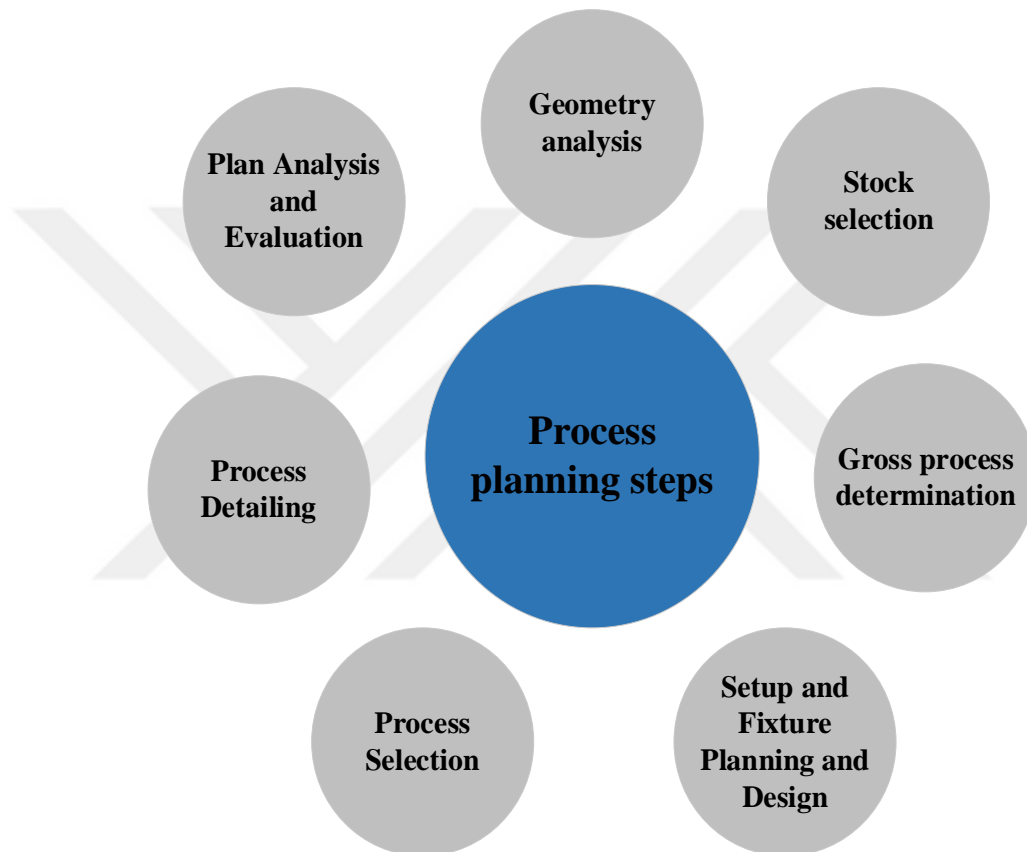 Geometry
analysis
Stock
selection
Gross process
determination
Setup and
Fixture
Planning and
Design
Process
Selection
Process
Detailing
Plan Analysis
and
Evaluation
Process
planning steps